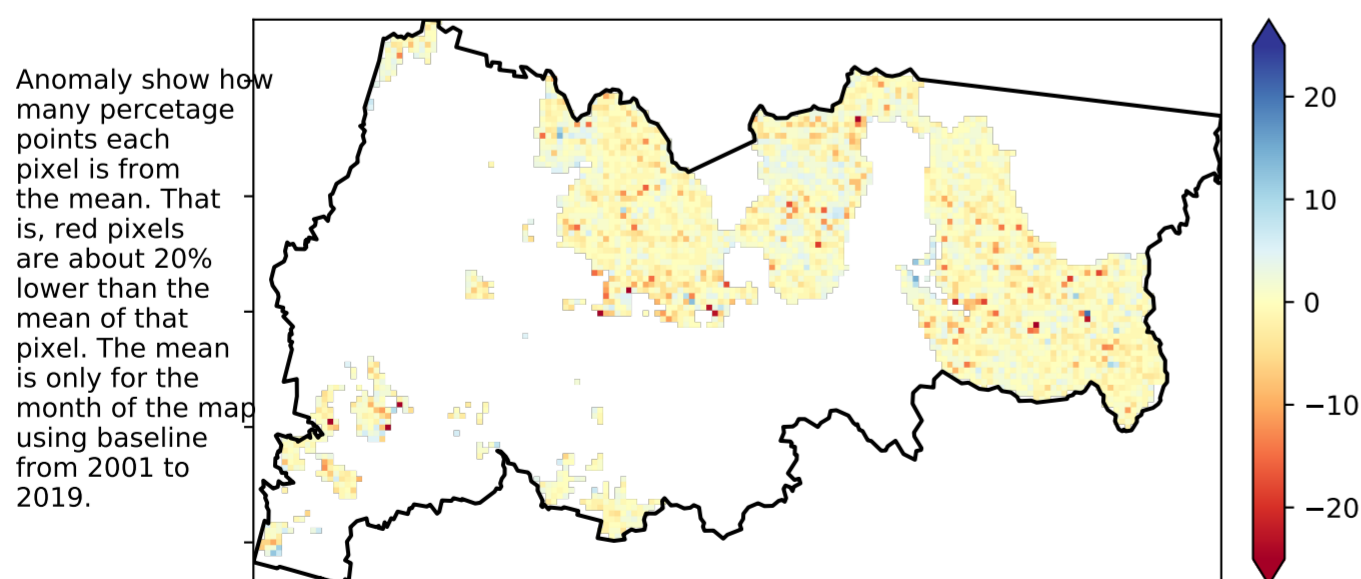 Anomaly show how
many percetage
points each
pixel is from
the mean. That
is, red pixels
are about 20%
lower than the
mean of that
pixel. The mean
is only for the
month of the map
using baseline
from 2001 to
2019.
20
10
0
−10
−20